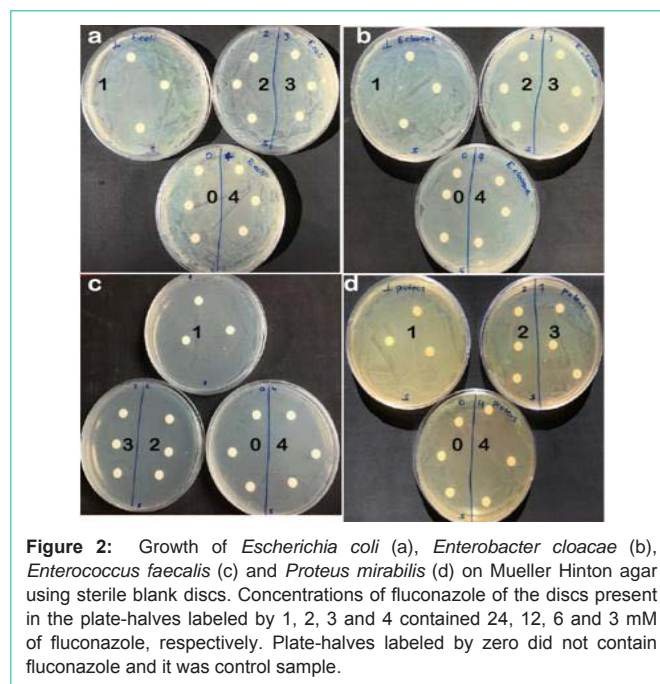 a
1
2 3
0 4
b
1
2 3
0 4
c
1
3 2
0 4
d
1
2 3
0 4
Figure 2: Growth of Escherichia coli (a), Enterobacter cloacae (b),
Enterococcus faecalis (c) and Proteus mirabilis (d) on Mueller Hinton agar
using sterile blank discs. Concentrations of fluconazole of the discs present
in the plate-halves labeled by 1, 2, 3 and 4 contained 24, 12, 6 and 3 mM
of fluconazole, respectively. Plate-halves labeled by zero did not contain
fluconazole and it was control sample.